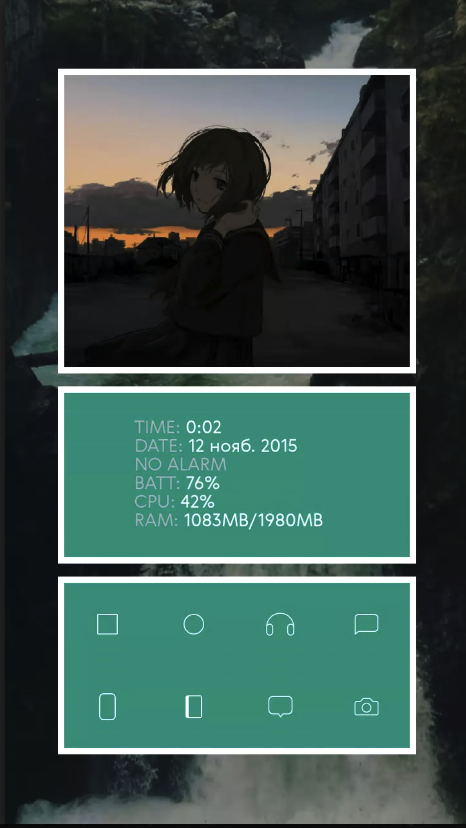 TIME: 0:02
DATE: 12 нояб. 2015
NO ALARM
BATT: 76%
CPU: 42%
RAM: 1083MB/1980MB